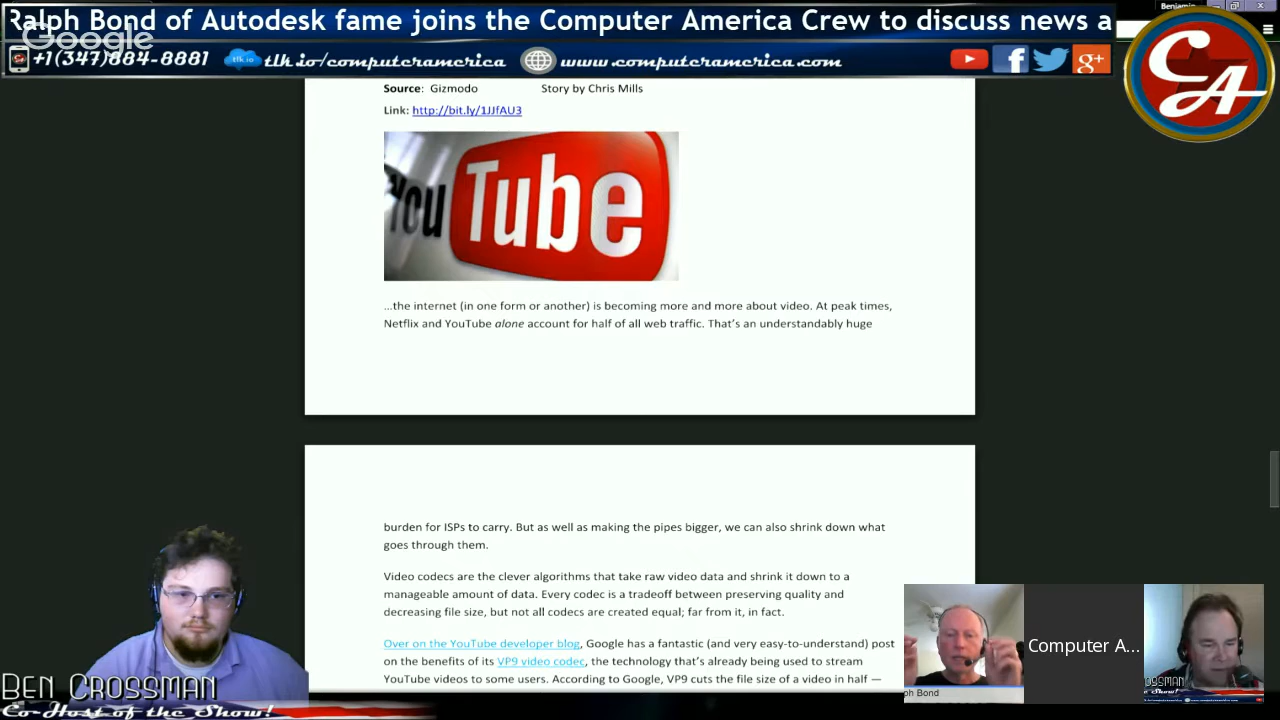 Ralph Bond of Autodesk fame joins the Computer America Crew to discuss news a
Benjamin
Google
+1(347)-884-8881
tlk.io
tlk.io/computeramerica
www.computeramerica.com
CA
Source: Gizmodo Story by Chris Mills
Link: http://bit.ly/1JJfAU3
You Tube
...the internet (in one form or another) is becoming more and more about video. At peak times,
Netflix and YouTube alone account for half of all web traffic. That's an understandably huge
burden for ISPs to carry. But as well as making the pipes bigger, we can also shrink down what
goes through them.
Video codecs are the clever algorithms that take raw video data and shrink it down to a
manageable amount of data. Every codec is a tradeoff between preserving quality and
decreasing file size, but not all codecs are created equal; far from it, in fact.
Over on the YouTube developer blog, Google has a fantastic (and very easy-to-understand) post
on the benefits of its VP9 video codec, the technology that's already being used to stream
YouTube videos to some users. According to Google, VP9 cuts the file size of a video in half —
Ben Crossman
Co-Host of the Show!
ph Bond
Computer A...
OSSMAN